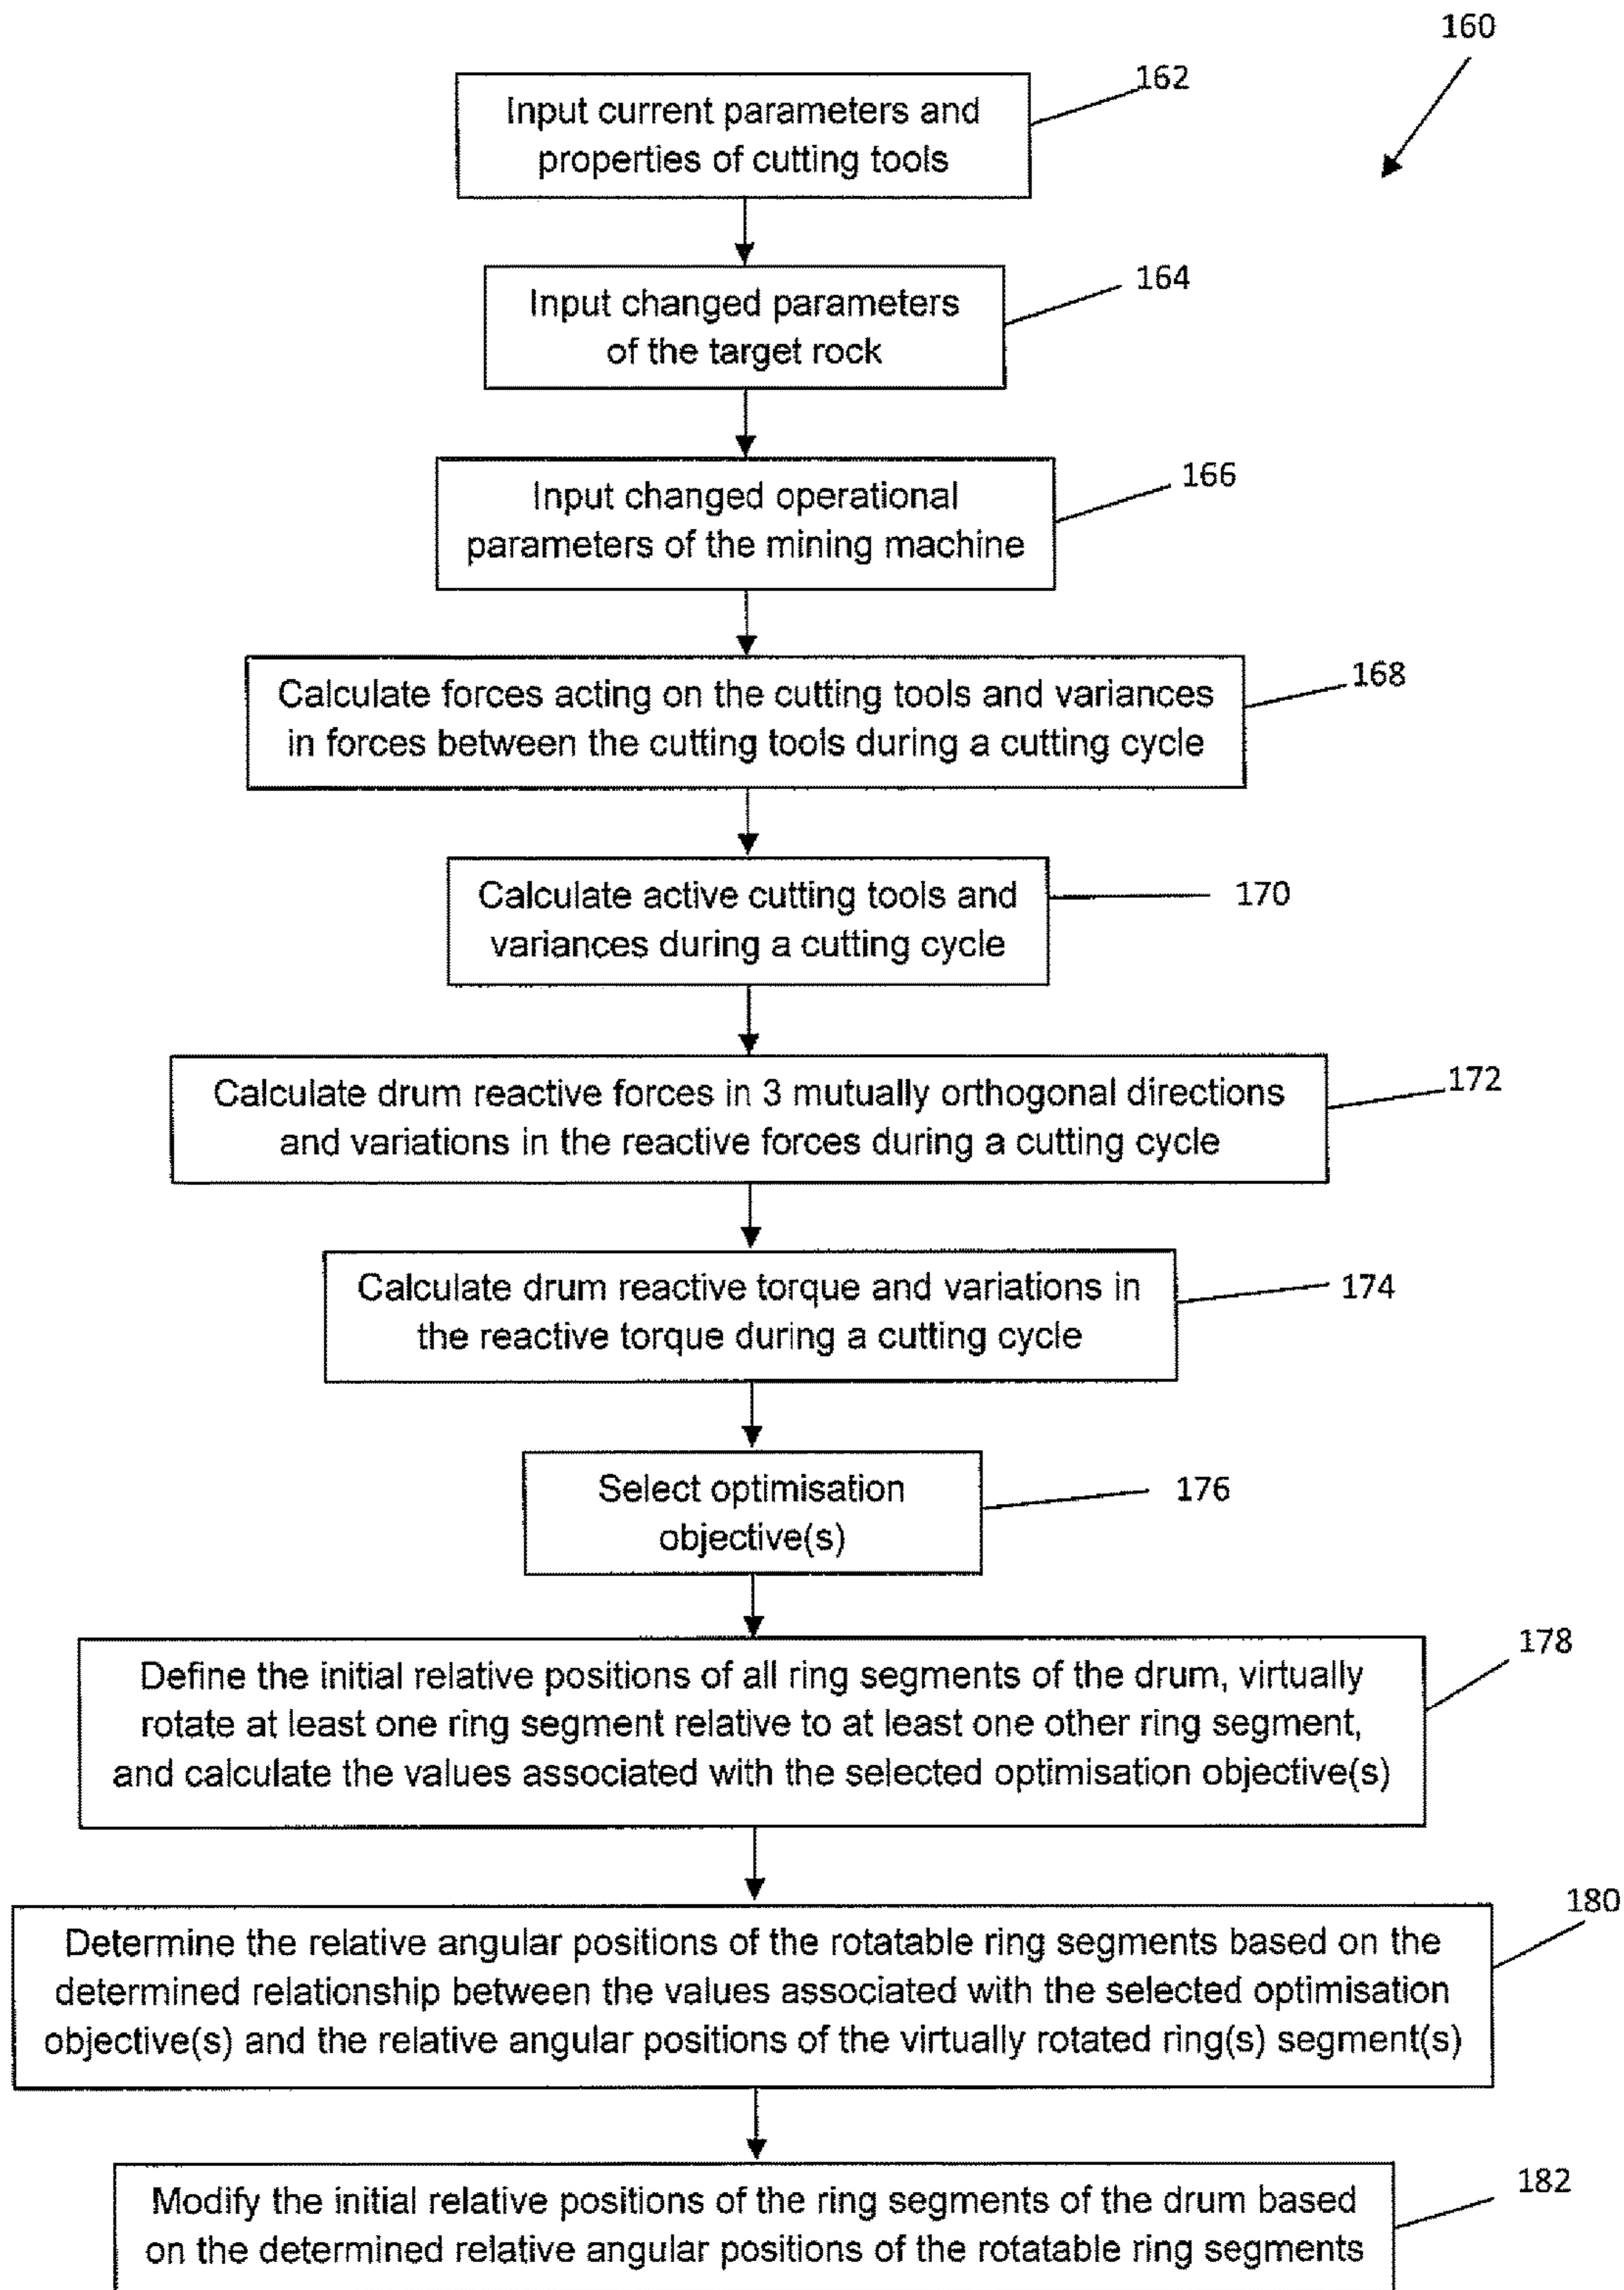 160
162
Input current parameters and
properties of cutting tools
164
Input changed parameters
of the target rock
166
Input changed operational
parameters of the mining machine
168
Calculate forces acting on the cutting tools and variances
in forces between the cutting tools during a cutting cycle
170
Calculate active cutting tools and
variances during a cutting cycle
172
Calculate drum reactive forces in 3 mutually orthogonal directions
and variations in the reactive forces during a cutting cycle
174
Calculate drum reactive torque and variations in
the reactive torque during a cutting cycle
176
Select optimisation
objective(s)
178
Define the initial relative positions of all ring segments of the drum, virtually
rotate at least one ring segment relative to at least one other ring segment,
and calculate the values associated with the selected optimisation objective(s)
180
Determine the relative angular positions of the rotatable ring segments based on the
determined relationship between the values associated with the selected optimisation
objective(s) and the relative angular positions of the virtually rotated ring(s) segment(s)
182
Modify the initial relative positions of the ring segments of the drum based
on the determined relative angular positions of the rotatable ring segments